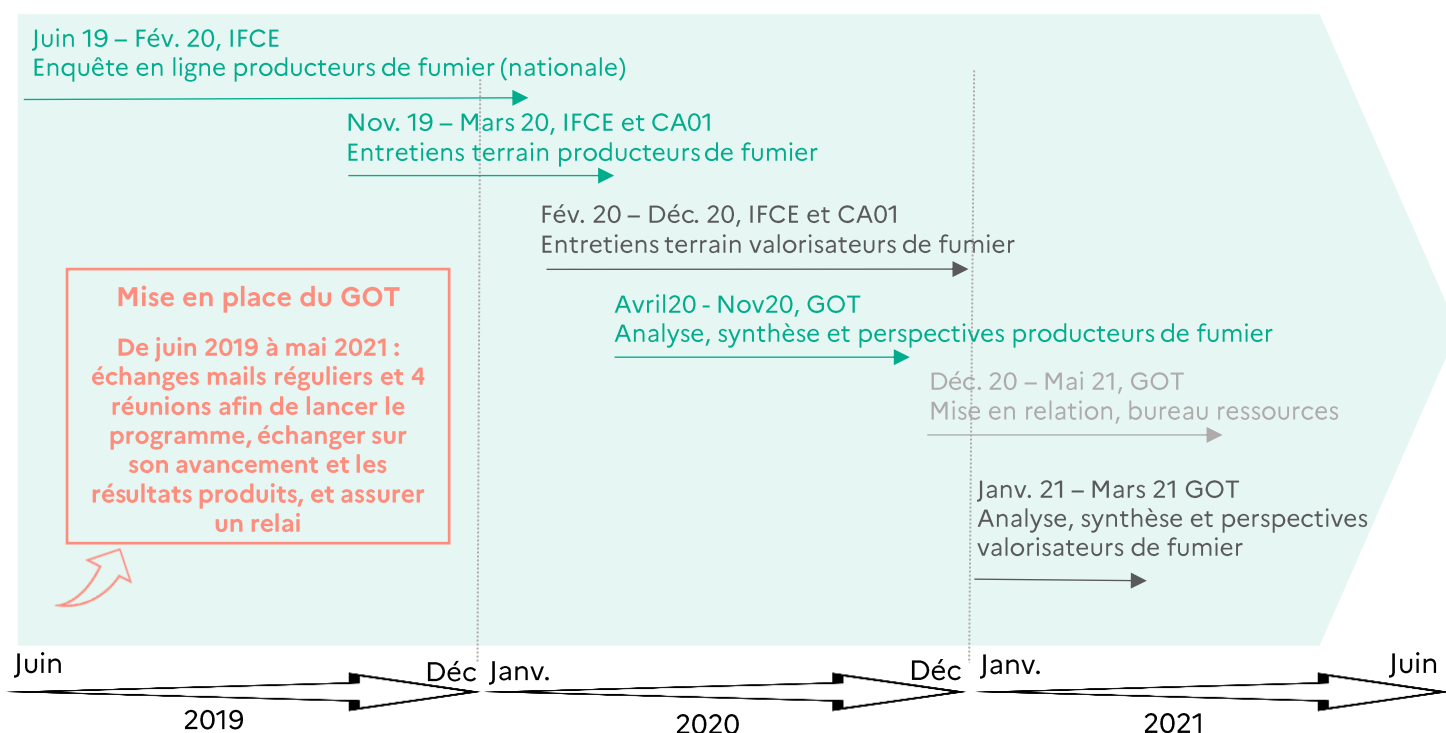 Juin 19 – Fév. 20, IFCE
Enquête en ligne producteurs de fumier (nationale)
Nov. 19 – Mars 20, IFCE et CA01
Entretiens terrain producteurs de fumier
Fév. 20 – Déc. 20, IFCE et CA01
Entretiens terrain valorisateurs de fumier
Mise en place du GOT
De juin 2019 à mai 2021 :
échanges mails réguliers et 4
réunions afin de lancer le
programme, échanger sur
son avancement et les
résultats produits, et assurer
un relai
Avril20 - Nov20, GOT
Analyse, synthèse et perspectives producteurs de fumier
Déc. 20 – Mai 21, GOT
Mise en relation, bureau ressources
Janv. 21 – Mars 21 GOT
Analyse, synthèse et perspectives
valorisateurs de fumier
Juin
Déc
Janv.
Déc
Janv.
Juin
2019
2020
2021